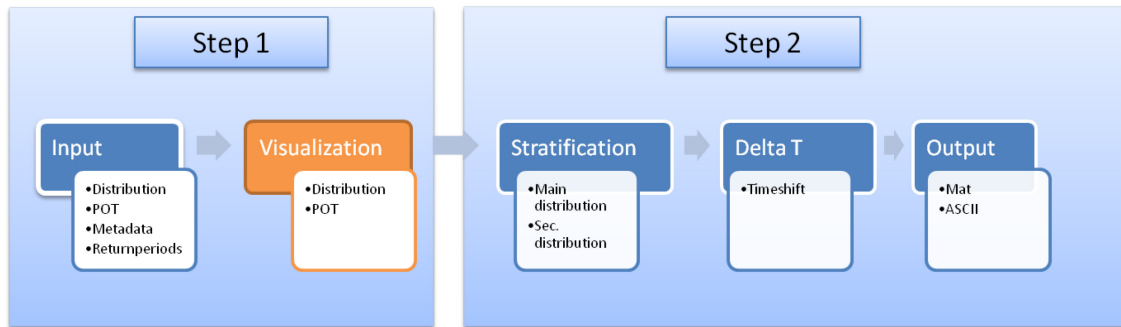 Step 1
Step 2
Input
•Distribution
•POT
•Metadata
•Returnperiods
Visualization
•Distribution
•POT
Stratification
•Main
distribution
•Sec.
distribution
Delta T
•Timeshift
Output
•Mat
•ASCII